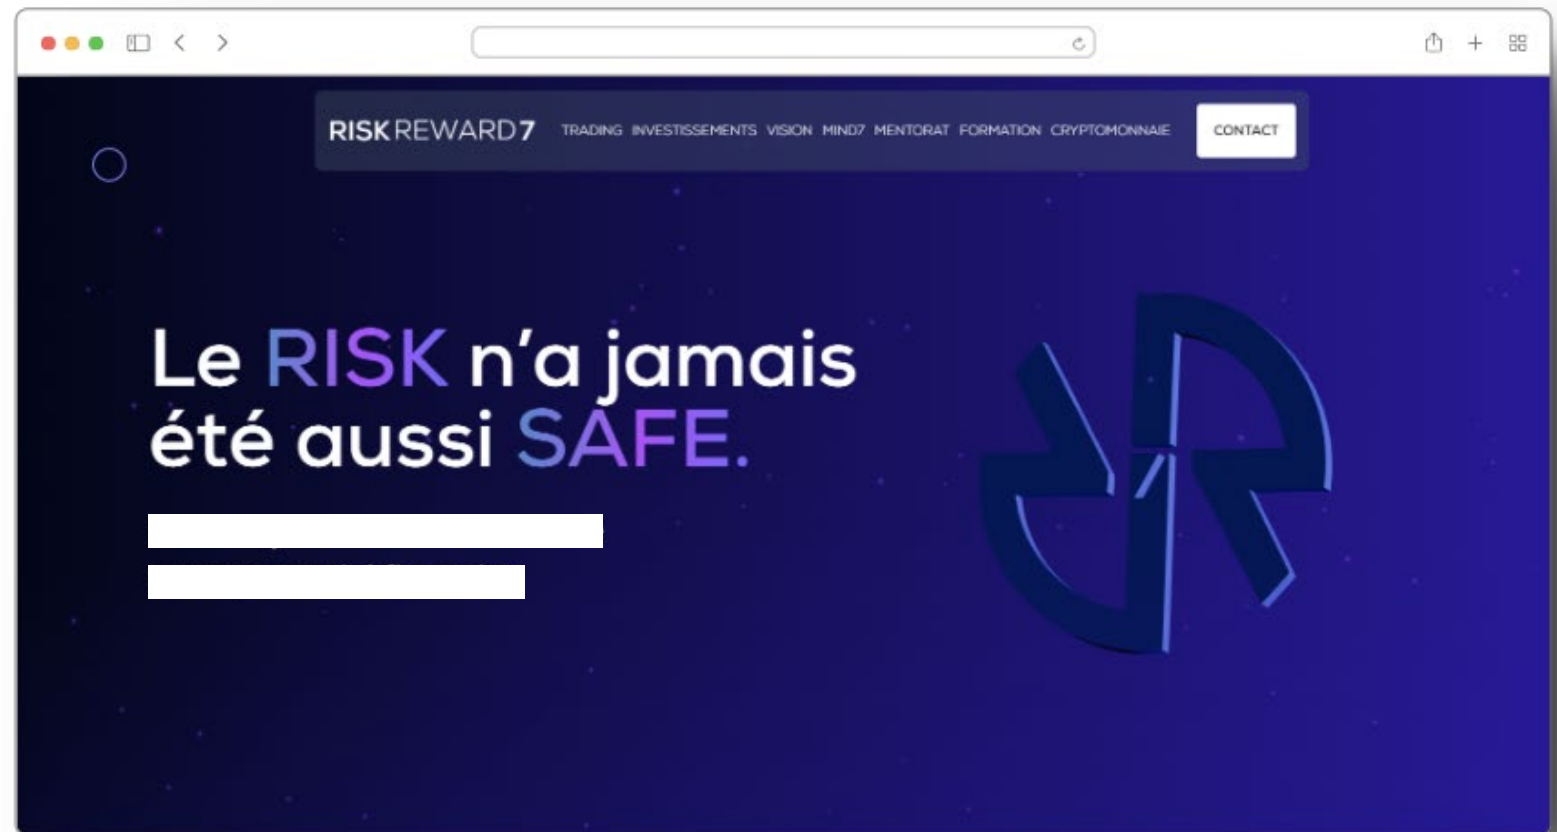 RISKREWARD7 TRADING INVESTISSEMENTS VISION MIND7 MENTORAT FORMATION CRYPTOMONNAIE CONTACT
Le RISK n'a jamais
été aussi SAFE.